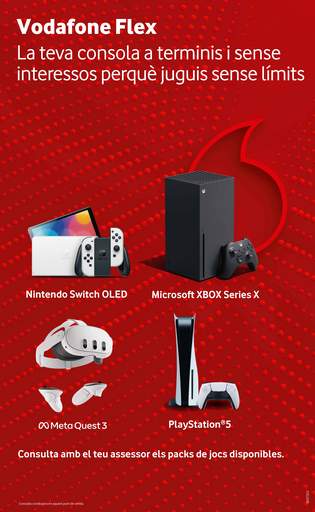 Vodafone Flex
La teva consola a terminis i sense
interessos perquè juguis sense límits
Nintendo Switch OLED
Microsoft XBOX Series X
Meta Quest 3
PlayStation®5
Consulta amb el teu assessor els packs de jocs disponibles.